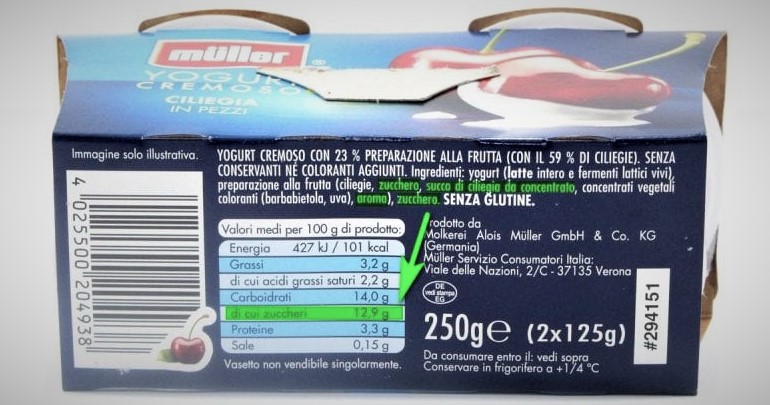 müller®
YOGURT
CREMOSO
CILIEGIA
IN PEZZI
Immagine solo illustrativa.
4 025500 204938
YOGURT CREMOSO CON 23 % PREPARAZIONE ALLA FRUTTA (CON IL 59 % DI CILIEGIE). SENZA
CONSERVANTI NÉ COLORANTI AGGIUNTI. Ingredienti: yogurt (latte intero e fermenti lattici vivi),
preparazione alla frutta (ciliegie, zucchero, succo di ciliegia da concentrato, concentrati vegetali
coloranti (barbabietola, uva), aroma), zucchero. SENZA GLUTINE.
Valori medi per 100 g di prodotto:
Energia 427 kJ / 101 kcal
Grassi 3,2 g
di cui acidi grassi saturi 2,2 g
Carboidrati 14,0 g
di cui zuccheri 12,9 g
Proteine 3,3 g
Sale 0,15 g
Vasetto non vendibile singolarmente.
rodotto da
Molkerei Alois Müller GmbH & Co. KG
(Germania)
Müller Servizio Consumatori Italia:
Viale delle Nazioni, 2/C - 37135 Verona
DE
vedi stampa
EG
250g e (2x125g)
Da consumare entro il: vedi sopra
Conservare in frigorifero a +1/4 °C
#294151